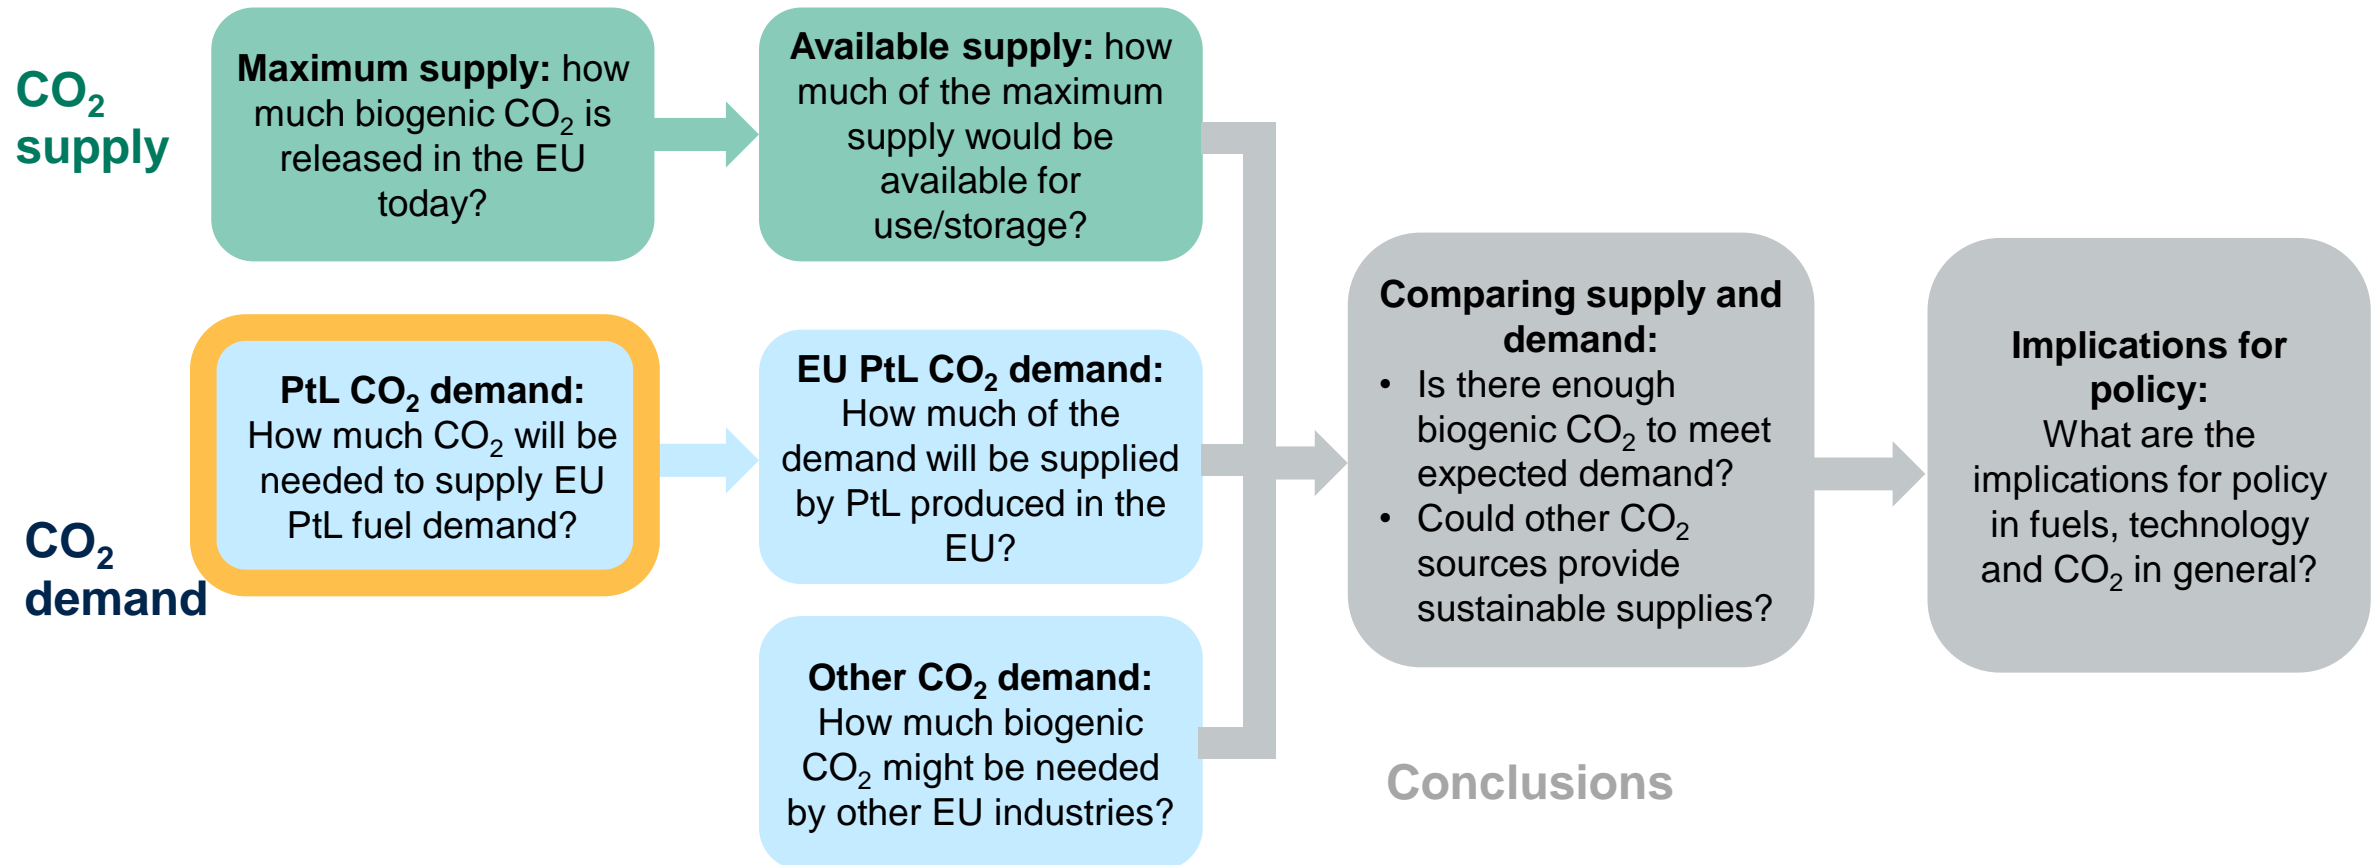 CO₂
supply
Maximum supply: how
much biogenic CO₂ is
released in the EU
today?
Available supply: how
much of the maximum
supply would be
available for
use/storage?
CO₂
demand
PtL CO₂ demand:
How much CO₂ will be
needed to supply EU
PtL fuel demand?
EU PtL CO₂ demand:
How much of the
demand will be supplied
by PtL produced in the
EU?
Other CO₂ demand:
How much biogenic
CO₂ might be needed
by other EU industries?
Comparing supply and
demand:
• Is there enough
biogenic CO₂ to meet
expected demand?
• Could other CO₂
sources provide
sustainable supplies?
Implications for
policy:
What are the
implications for policy
in fuels, technology
and CO₂ in general?
Conclusions